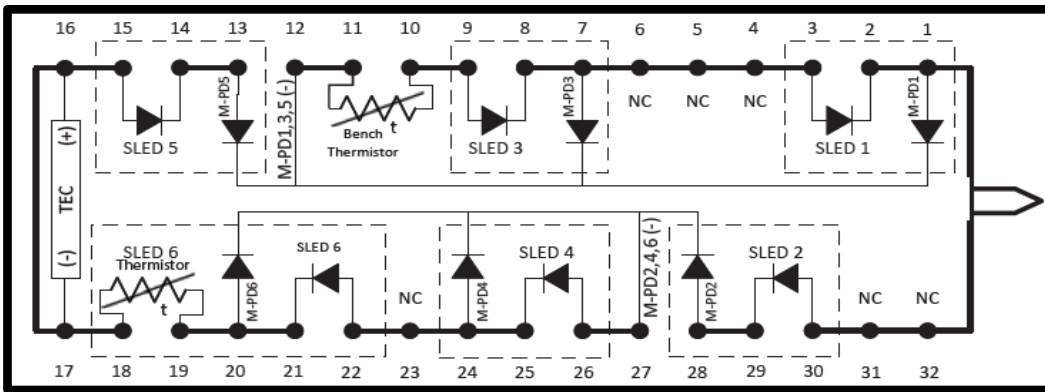 16 15 14 13 12 11 10 9 8 7 6 5 4 3 2 1
M-PD5
M-PD1,3,5 (-)
M-PD3
M-PD1
NC NC NC
(+)
TEC
(-)
SLED 5
t
Bench
Thermistor
SLED 3
SLED 1
SLED 6
Thermistor
t
M-PD6
SLED 6
NC
M-PD4
SLED 4
M-PD2,4,6 (-)
M-PD2
SLED 2
NC NC
17 18 19 20 21 22 23 24 25 26 27 28 29 30 31 32